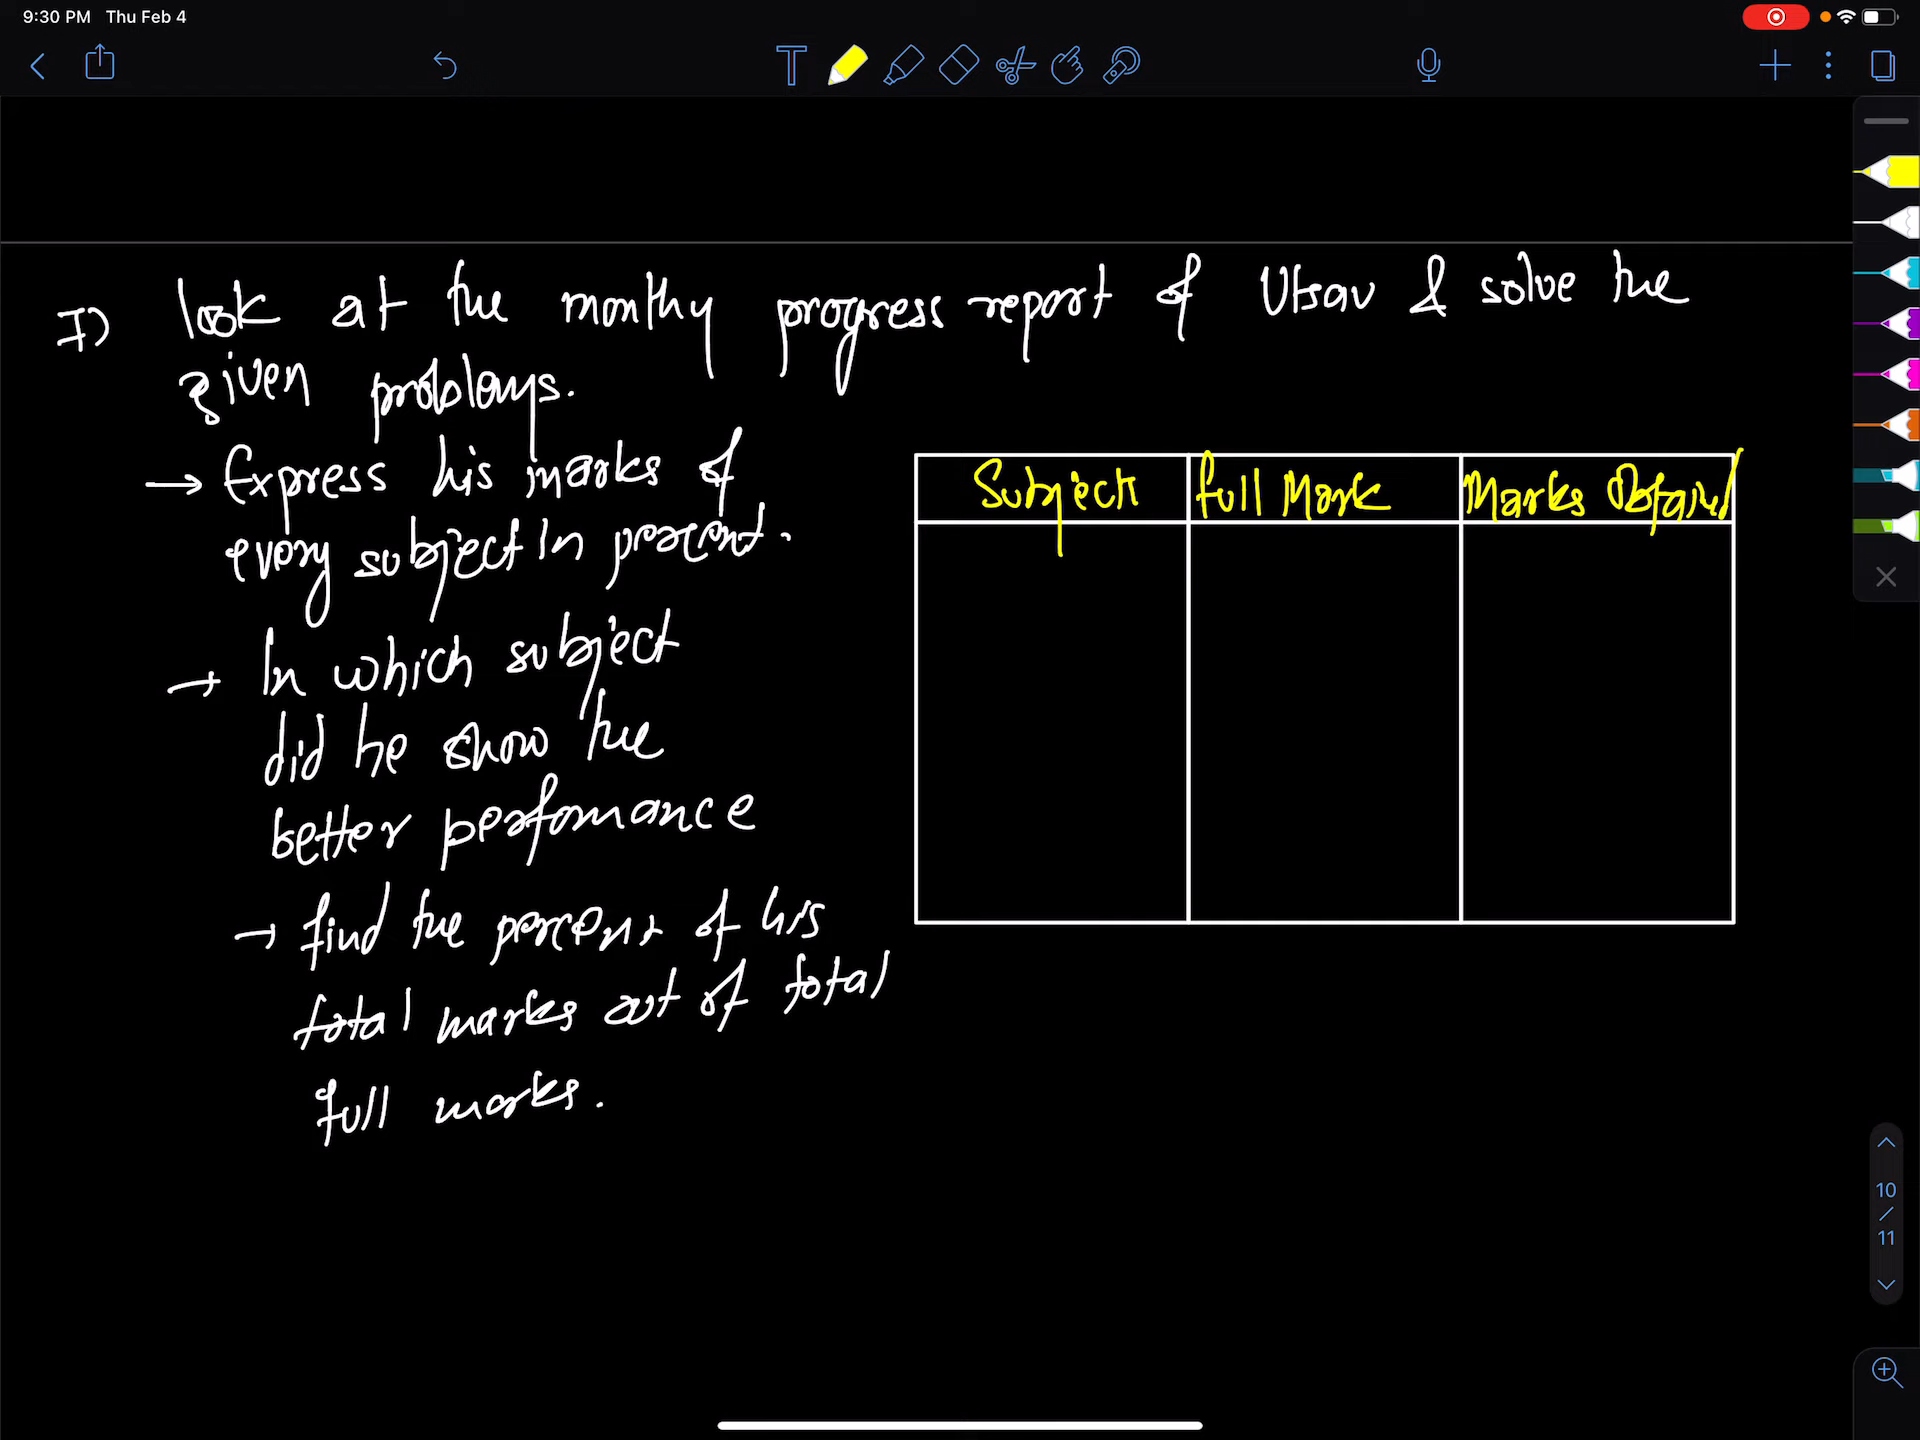 9:30 PM Thu Feb 4
I) look at the monthy progress report of Utsav & solve the
given problems.
→ Express his marks of
every subject in percent.
→ In which subject
did he show the
better perfomance
→ find the percent of his
total marks out of total
full marks.
Subject full Mark Marks Obtained
10
/
11